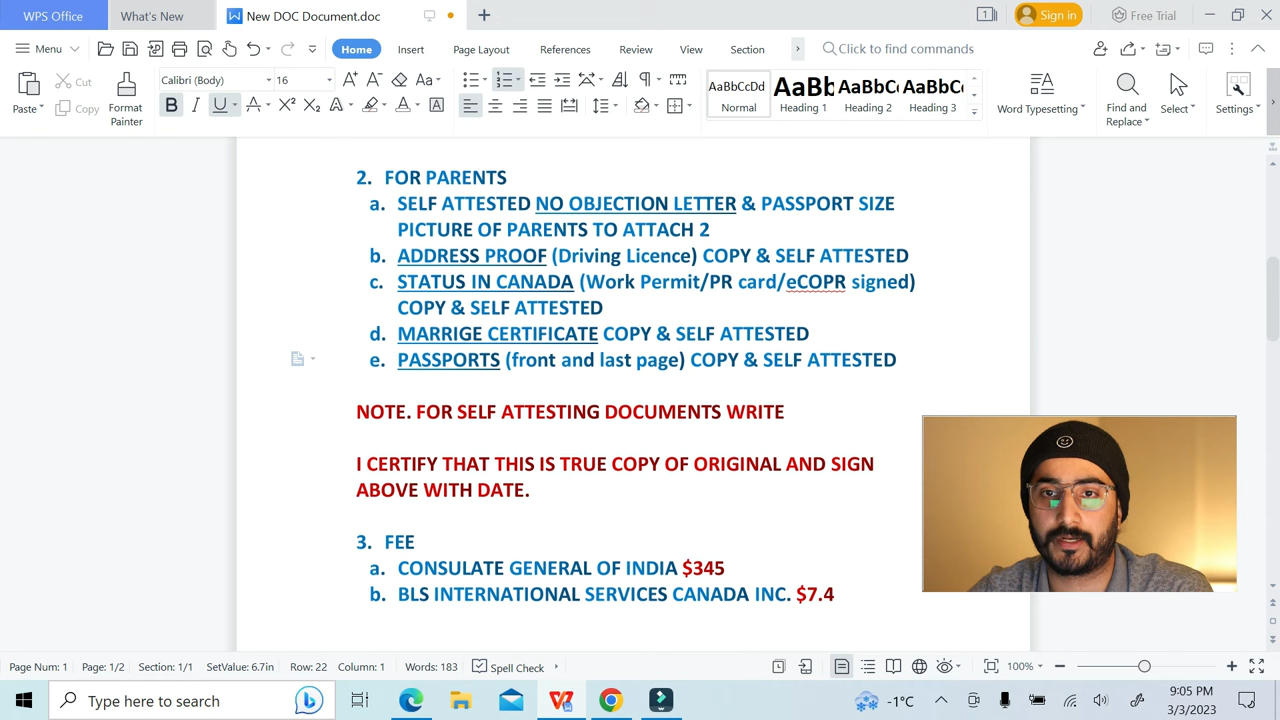 WPS Office What's New New DOC Document.doc Sign in Free Trial
Menu Home Insert Page Layout References Review View Section Click to find commands
Paste Cut Copy Format Painter Calibri (Body) 16
AaBbCcDd AaBb AaBbC AaBbC
Normal Heading 1 Heading 2 Heading 3 Word Typesetting Find and Replace Select Settings
2. FOR PARENTS
a. SELF ATTESTED NO OBJECTION LETTER & PASSPORT SIZE
PICTURE OF PARENTS TO ATTACH 2
b. ADDRESS PROOF (Driving Licence) COPY & SELF ATTESTED
c. STATUS IN CANADA (Work Permit/PR card/eCOPR signed)
COPY & SELF ATTESTED
d. MARRIGE CERTIFICATE COPY & SELF ATTESTED
e. PASSPORTS (front and last page) COPY & SELF ATTESTED
NOTE. FOR SELF ATTESTING DOCUMENTS WRITE
I CERTIFY THAT THIS IS TRUE COPY OF ORIGINAL AND SIGN
ABOVE WITH DATE.
3. FEE
a. CONSULATE GENERAL OF INDIA $345
b. BLS INTERNATIONAL SERVICES CANADA INC. $7.4
Page Num: 1 Page: 1/2 Section: 1/1 SetValue: 6.7in Row: 22 Column: 1 Words: 183 Spell Check 100%
Type here to search -1°C 9:05 PM
3/3/2023